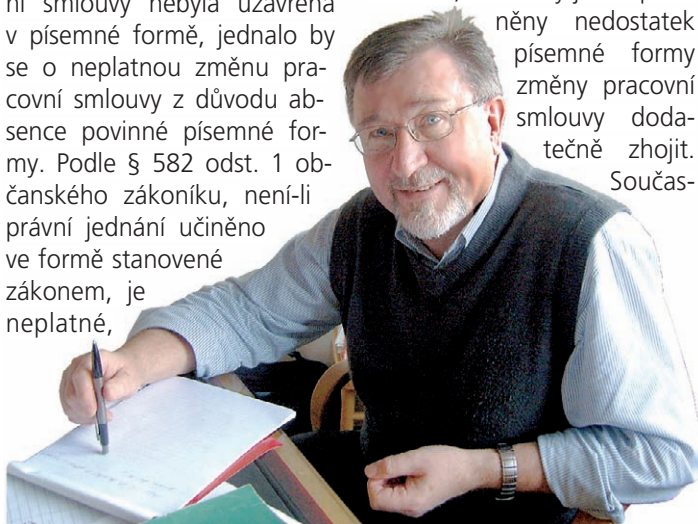 ní smlouvy nebyla uzavřena
v písemné formě, jednalo by
se o neplatnou změnu pra-
covní smlouvy z důvodu ab-
sence povinné písemné for-
my. Podle § 582 odst. 1 ob-
čanského zákoníku, není-li
právní jednání učiněno
ve formě stanovené
zákonem, je
neplatné,
něny nedostatek
písemné formy
změny pracovní
smlouvy doda-
tečně zhojit.
Součas-